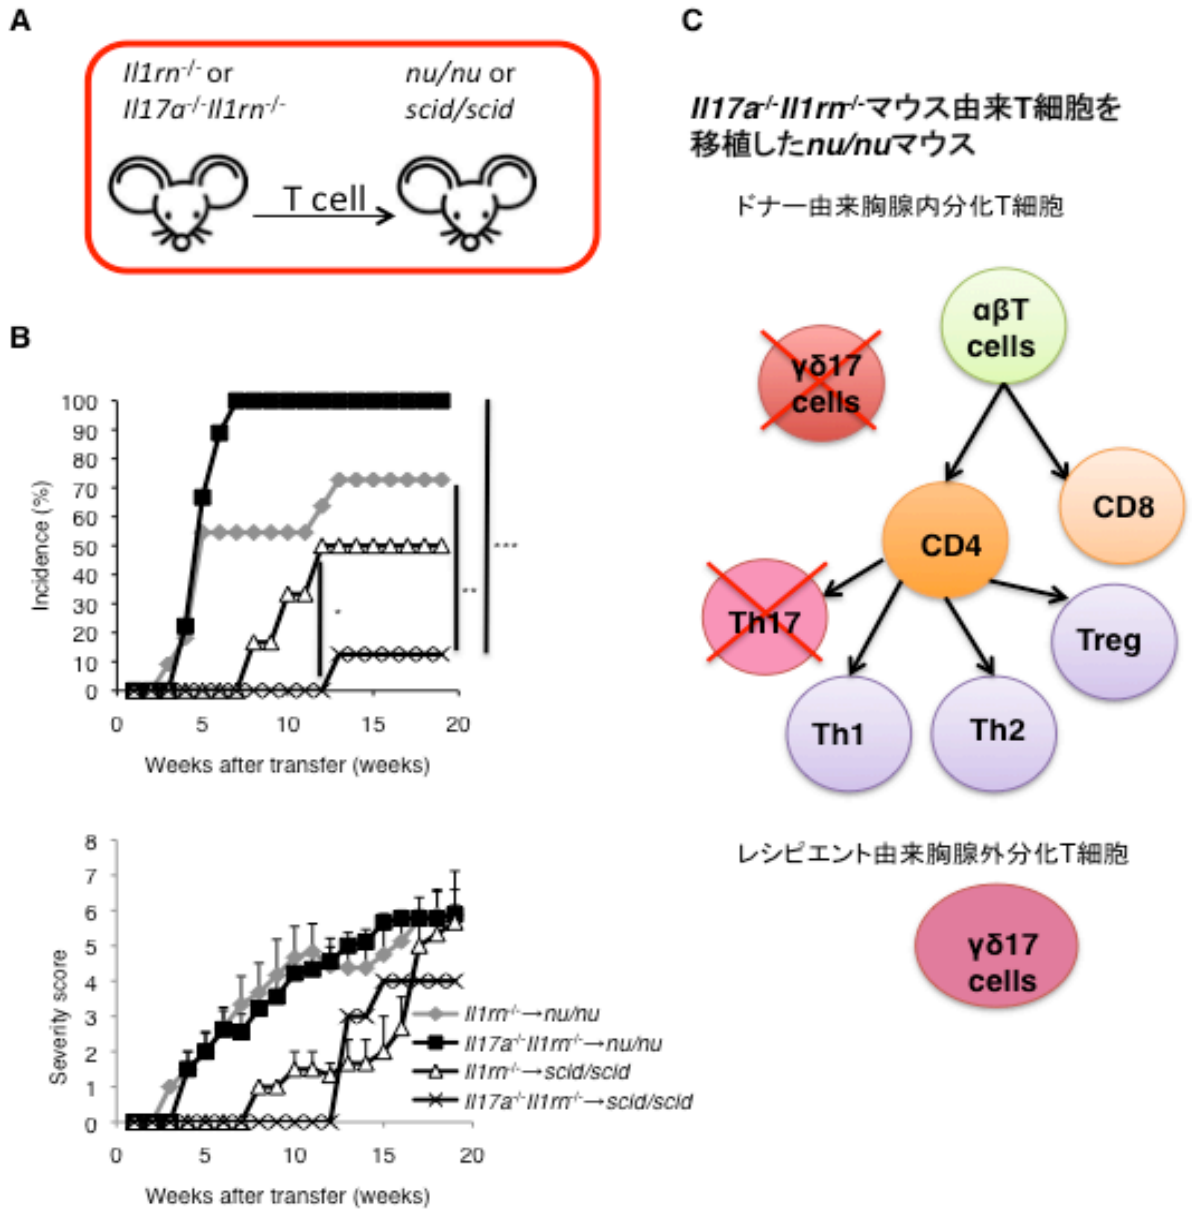 A
Il1rn-/- or
Il17a-/-Il1rn-/-
nu/nu or
scid/scid
T cell
B
100
90
80
70
60
50
40
30
20
10
0
Incidence (%)
0 5 10 15 20
Weeks after transfer (weeks)
***
**
*
8
7
6
5
4
3
2
1
0
Severity score
0 5 10 15 20
Weeks after transfer (weeks)
Il1rn-/-→nu/nu
Il17a-/-Il1rn-/-→nu/nu
Il1rn-/-→scid/scid
Il17a-/-Il1rn-/-→scid/scid
C
Il17a-/-Il1rn-/-マウス由来T細胞を
移植したnu/nuマウス
ドナー由来胸腺内分化T細胞
αβT
cells
γδ17
cells
CD4
CD8
Th17
Treg
Th1
Th2
レシピエント由来胸腺外分化T細胞
γδ17
cells